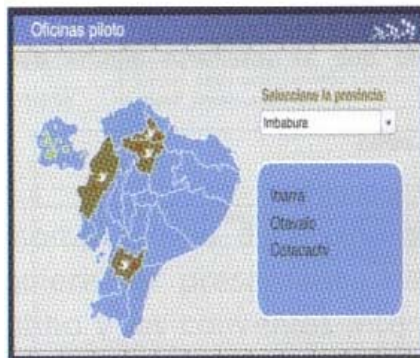 Oficinas piloto
Seleccione la provincia:
Imbabura
Ibarra
Otavalo
Cotacachi